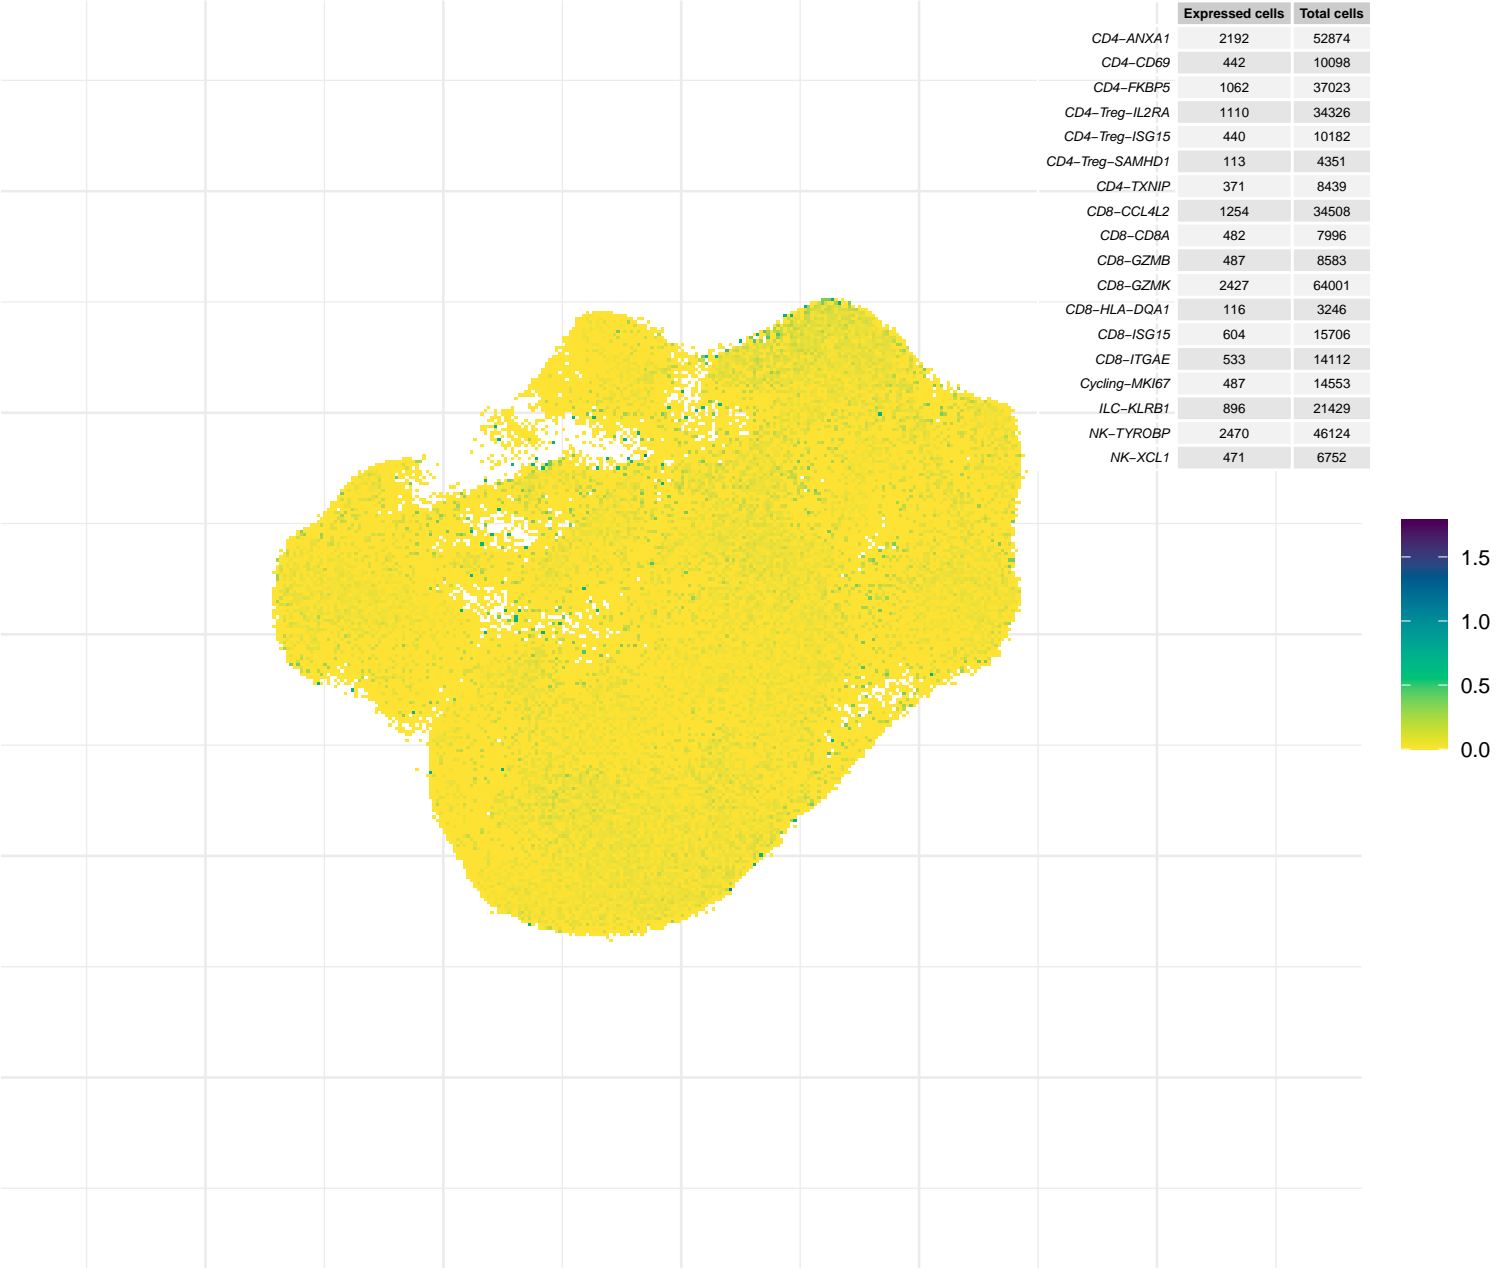 Expressed cells Total cells
CD4−ANXA1 2192 52874
CD4−CD69 442 10098
CD4−FKBP5 1062 37023
CD4−Treg−IL2RA 1110 34326
CD4−Treg−ISG15 440 10182
CD4−Treg−SAMHD1 113 4351
CD4−TXNIP 371 8439
CD8−CCL4L2 1254 34508
CD8−CD8A 482 7996
CD8−GZMB 487 8583
CD8−GZMK 2427 64001
CD8−HLA−DQA1 116 3246
CD8−ISG15 604 15706
CD8−ITGAE 533 14112
Cycling−MKI67 487 14553
ILC−KLRB1 896 21429
NK−TYROBP 2470 46124
NK−XCL1 471 6752
1.5
1.0
0.5
0.0